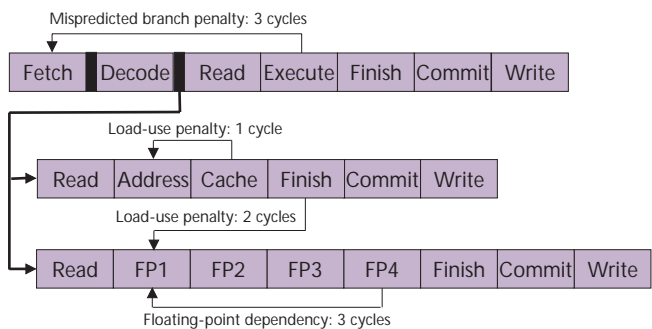 Mispredicted branch penalty: 3 cycles
Fetch Decode Read Execute Finish Commit Write
Load-use penalty: 1 cycle
Read Address Cache Finish Commit Write
Load-use penalty: 2 cycles
Read FP1 FP2 FP3 FP4 Finish Commit Write
Floating-point dependency: 3 cycles